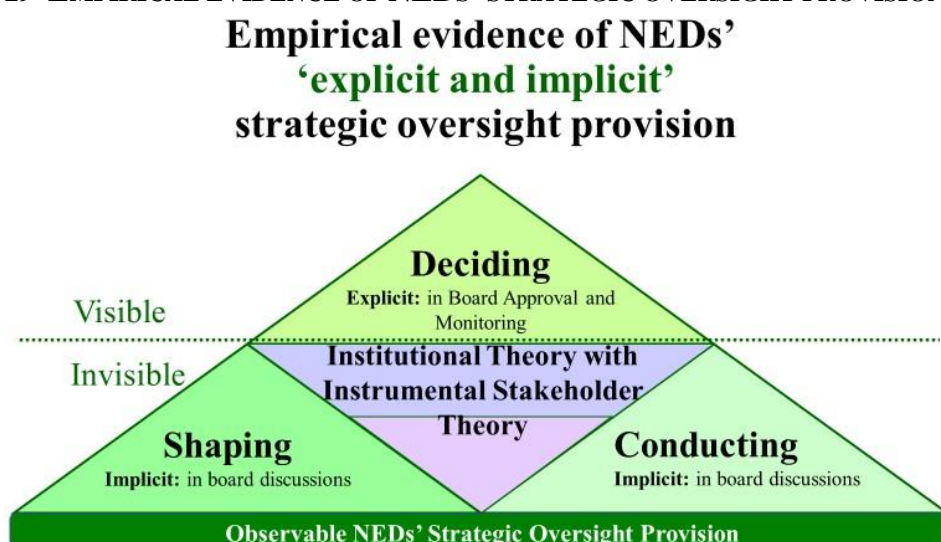 Empirical evidence of NEDs’
‘explicit and implicit’
strategic oversight provision
Deciding
Explicit: in Board Approval and
Monitoring
Visible
Invisible
Institutional Theory with
Instrumental Stakeholder
Theory
Shaping
Implicit: in board discussions
Conducting
Implicit: in board discussions
Observable NEDs’ Strategic Oversight Provision